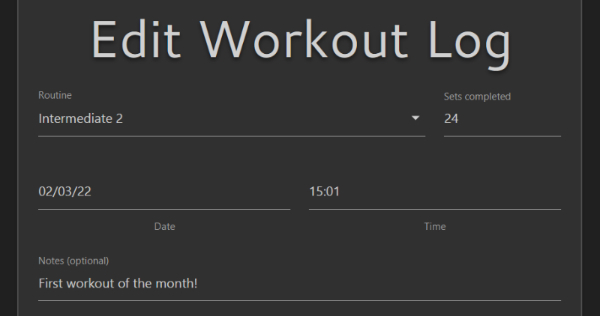 Edit Workout Log
Routine
Sets completed
Intermediate 2
24
02/03/22
15:01
Date
Time
Notes (optional)
First workout of the month!